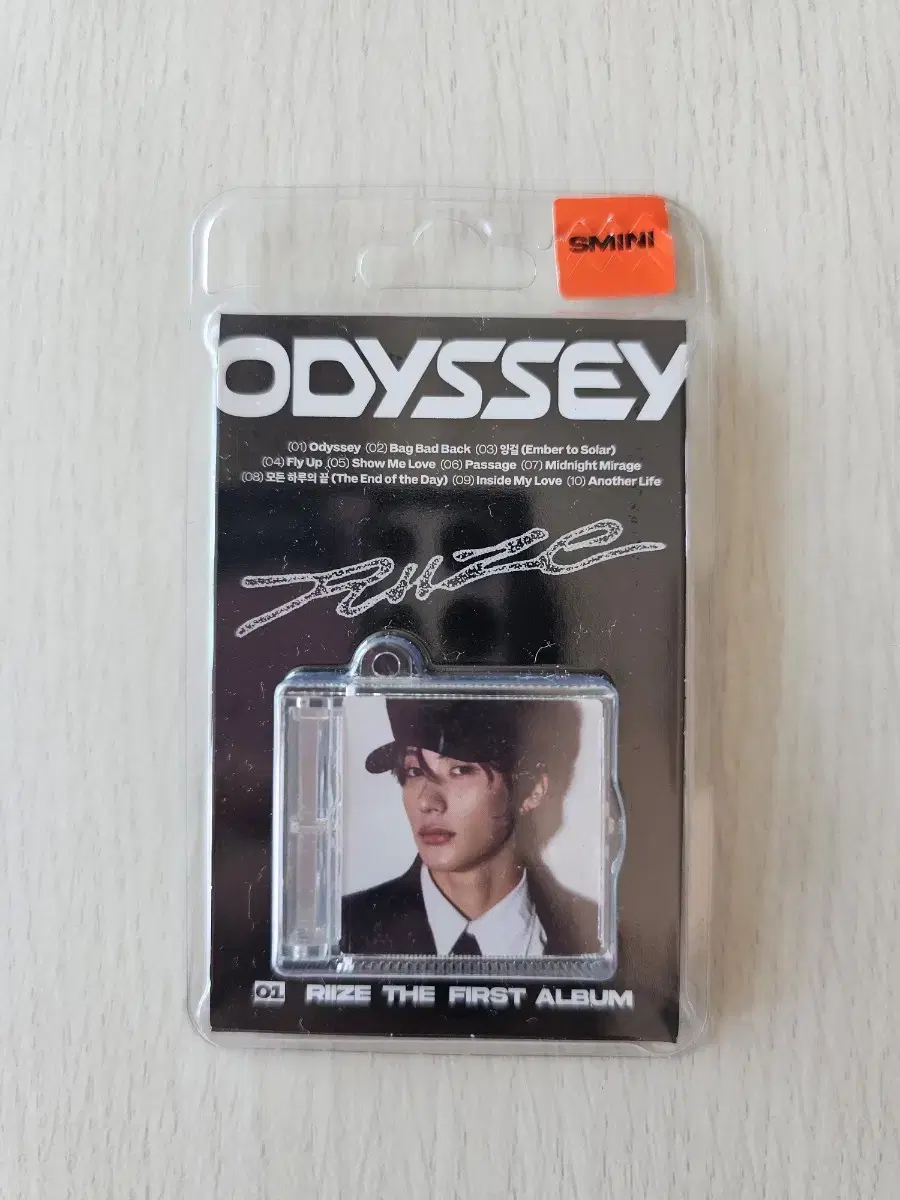 SMINI
ODYSSEY
(01) Odyssey (02) Bag Bad Back (03) 잉걸 (Ember to Solar)
(04) Fly Up (05) Show Me Love (06) Passage (07) Midnight Mirage
(08) 모든 하루의 끝 (The End of the Day) (09) Inside My Love (10) Another Life
RIIZE
01 RIIZE THE FIRST ALBUM